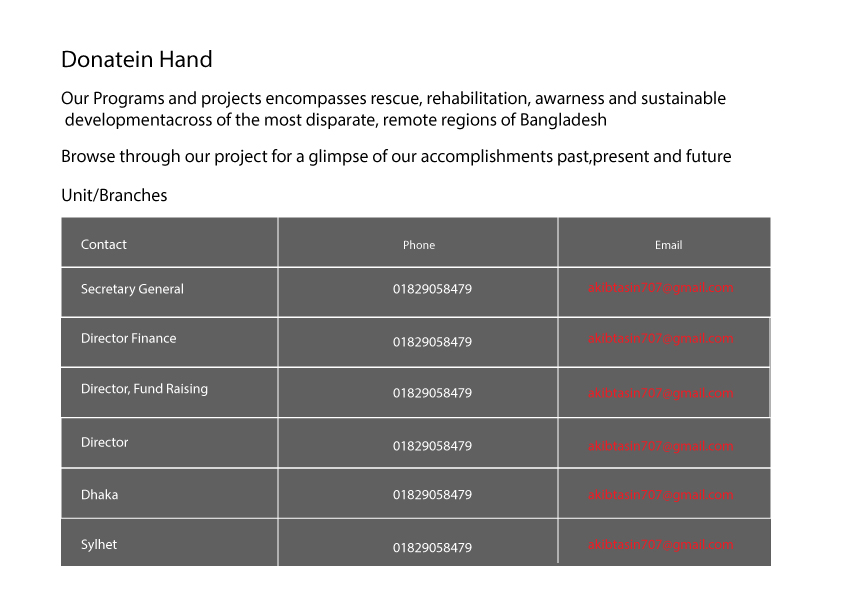 Donatein Hand
Our Programs and projects encompasses rescue, rehabilitation, awarness and sustainable
developmentacross of the most disparate, remote regions of Bangladesh
Browse through our project for a glimpse of our accomplishments past,present and future
Unit/Branches
Contact Phone Email
Secretary General 01829058479 akibtasin707@gmail.com
Director Finance 01829058479 akibtasin707@gmail.com
Director, Fund Raising 01829058479 akibtasin707@gmail.com
Director 01829058479 akibtasin707@gmail.com
Dhaka 01829058479 akibtasin707@gmail.com
Sylhet 01829058479 akibtasin707@gmail.com